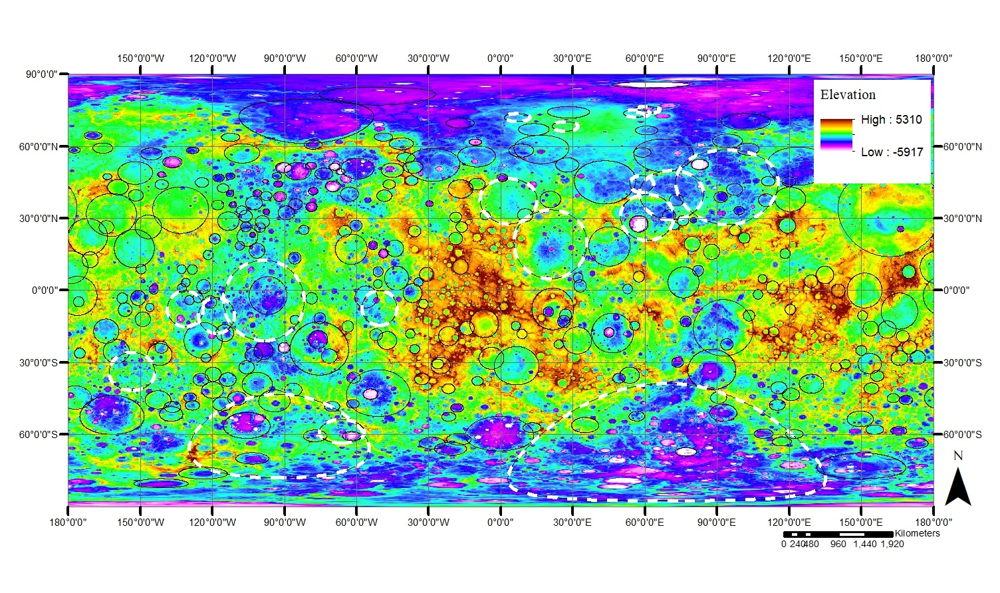 150°0'0"W 120°0'0"W 90°0'0"W 60°0'0"W 30°0'0"W 0°0'0" 30°0'0"E 60°0'0"E 90°0'0"E 120°0'0"E 150°0'0"E 180°0'0"
90°0'0"
Elevation
High : 5310
Low : -5917
60°0'0"N 60°0'0"N
30°0'0"N 30°0'0"N
0°0'0" 0°0'0"
30°0'0"S 30°0'0"S
60°0'0"S 60°0'0"S
N
180°0'0" 150°0'0"W 120°0'0"W 90°0'0"W 60°0'0"W 30°0'0"W 0°0'0" 30°0'0"E 60°0'0"E 90°0'0"E 120°0'0"E 150°0'0"E 180°0'0"
Kilometers
0 240480 960 1,440 1,920